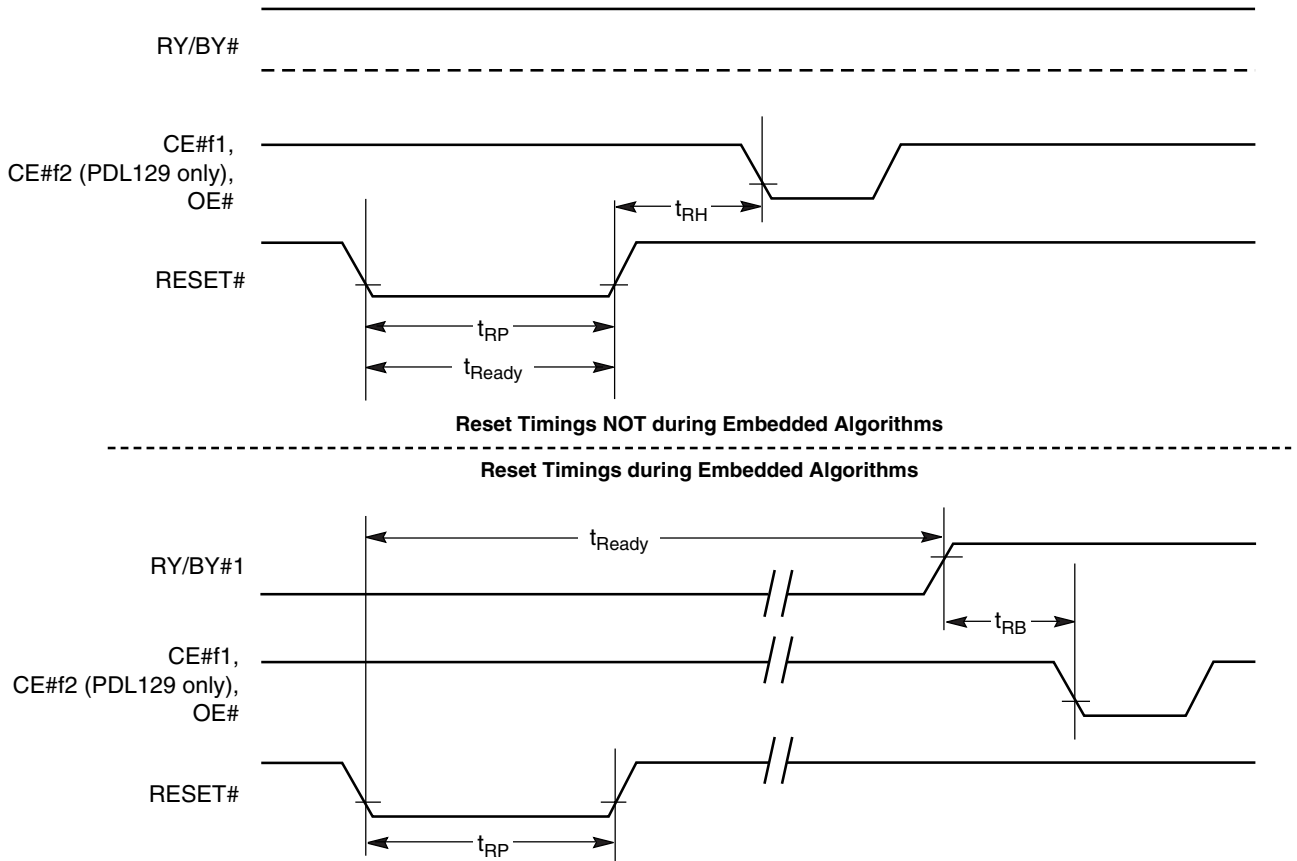 RY/BY#
CE#f1,
CE#f2 (PDL129 only),
OE#
tRH
RESET#
tRP
tReady
Reset Timings NOT during Embedded Algorithms
Reset Timings during Embedded Algorithms
tReady
RY/BY#1
tRB
CE#f1,
CE#f2 (PDL129 only),
OE#
RESET#
tRP